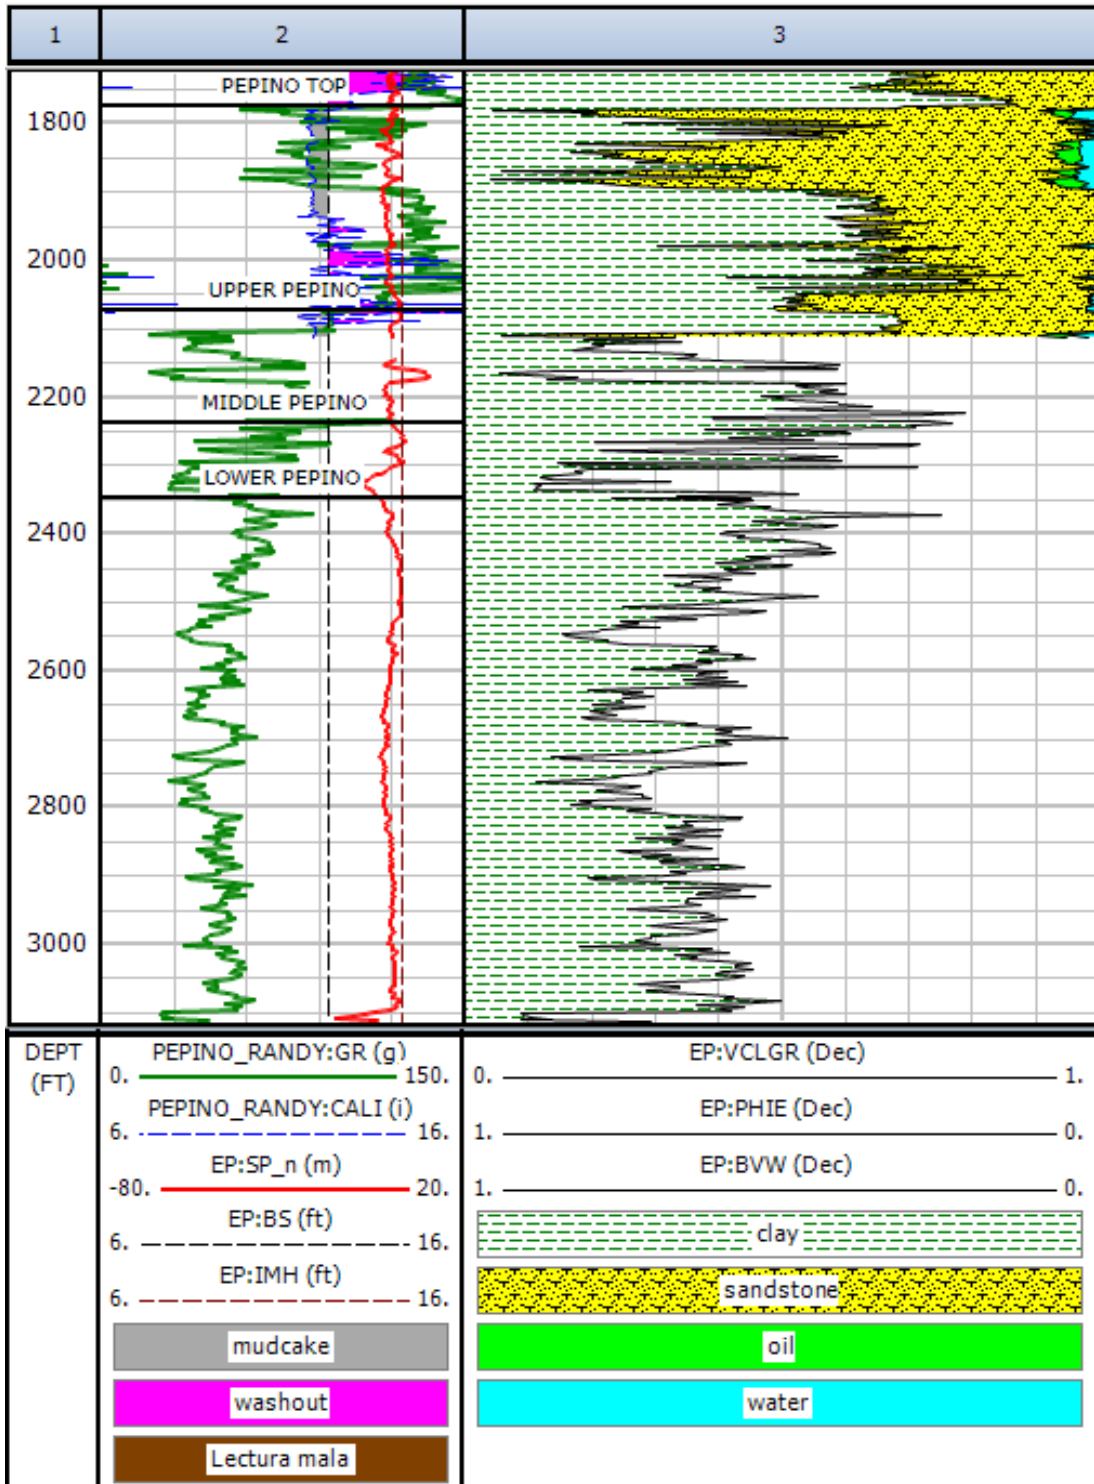 1 2 3
PEPINO TOP
1800
2000
UPPER PEPINO
2200
MIDDLE PEPINO
LOWER PEPINO
2400
2600
2800
3000
DEPT
(FT)
PEPINO_RANDY:GR (g)
0. 150.
PEPINO_RANDY:CALI (i)
6. 16.
EP:SP_n (m)
-80. 20.
EP:BS (ft)
6. 16.
EP:IMH (ft)
6. 16.
mudcake
washout
Lectura mala
EP:VCLGR (Dec)
0. 1.
EP:PHIE (Dec)
1. 0.
EP:BVW (Dec)
1. 0.
clay
sandstone
oil
water